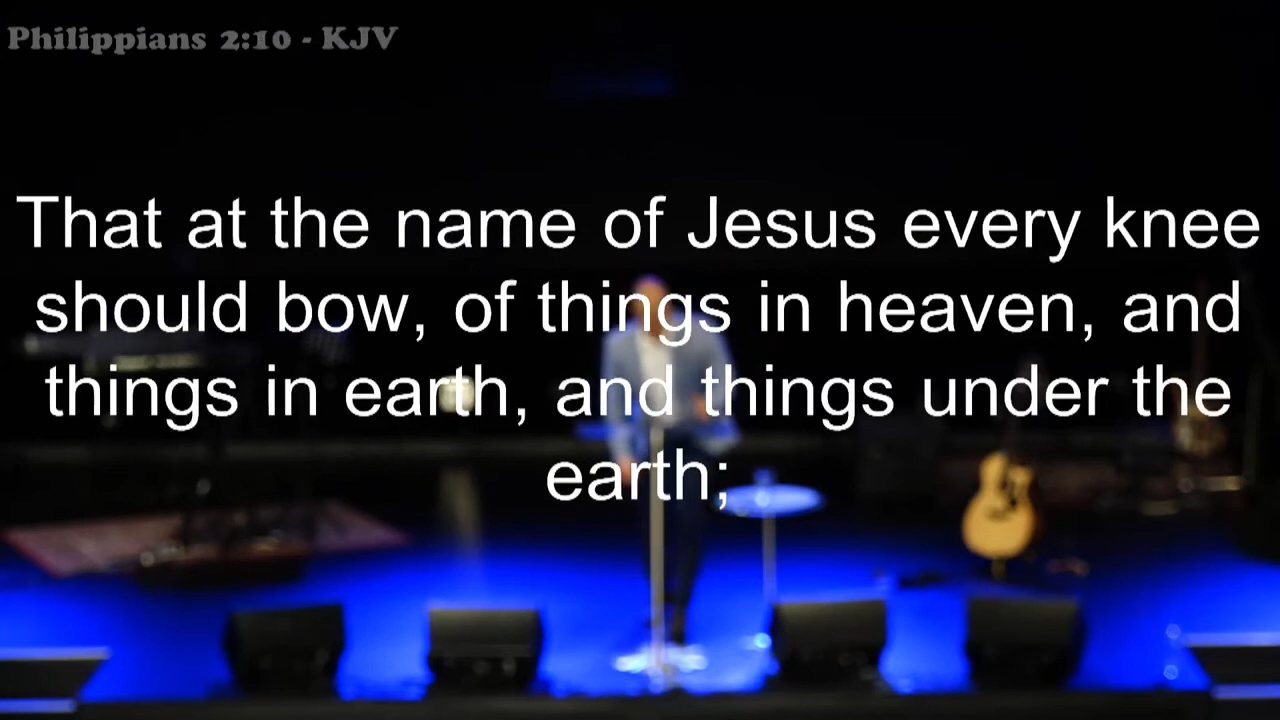 Philippians 2:10 - KJV
That at the name of Jesus every knee
should bow, of things in heaven, and
things in earth, and things under the
earth;